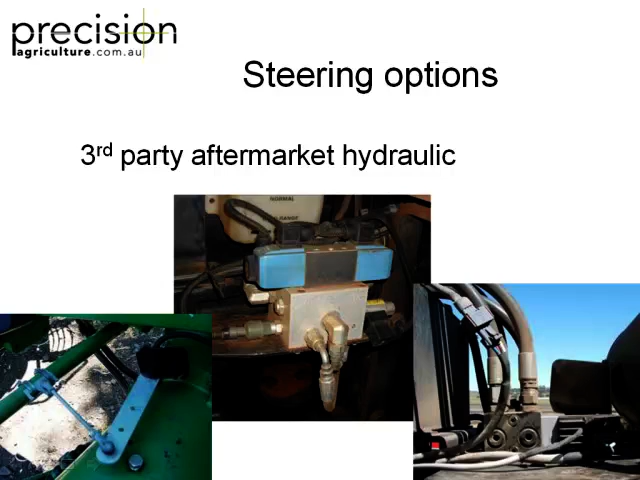 precision
agriculture.com.au
Steering options
3rd party aftermarket hydraulic
NORMAL